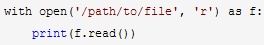 with open('/path/to/file', 'r') as f:
    print(f.read())